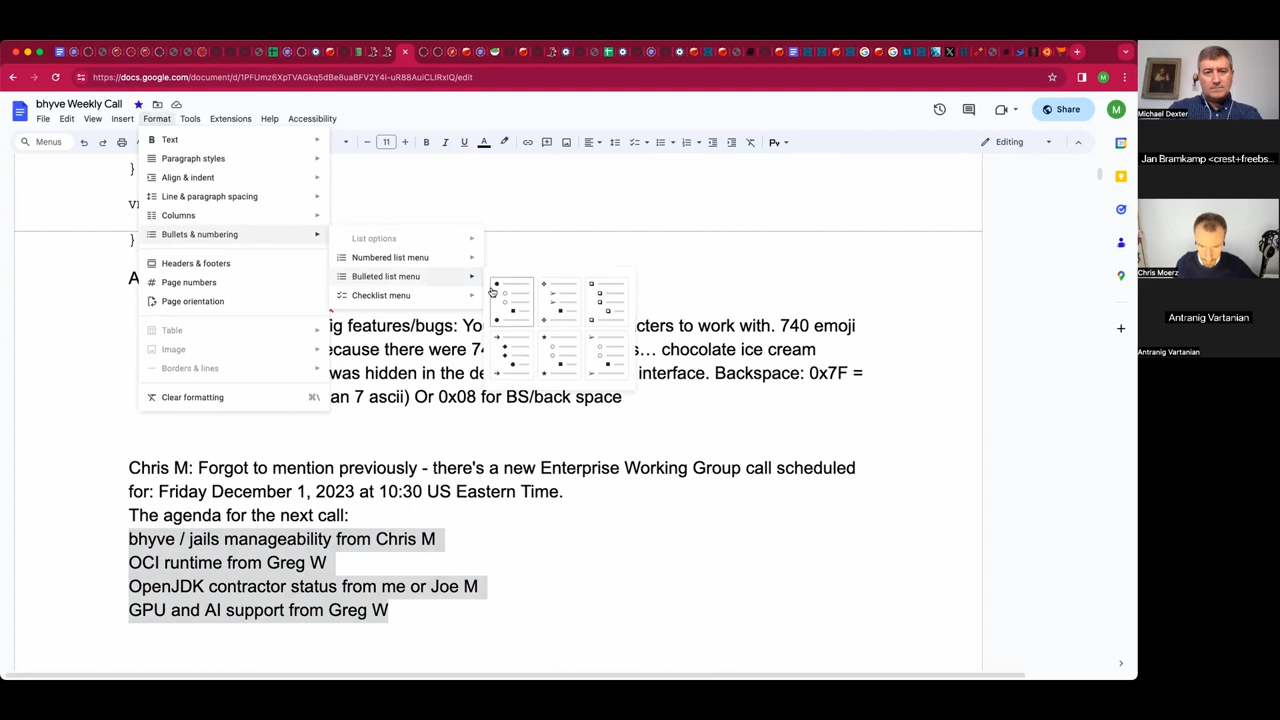 https://docs.google.com/document/d/1PFUmz6XpTVAGkq5dBe8uaBFV2Y4l-uR88AuiCLlRxIQ/edit
M
bhyve Weekly Call
File Edit View Insert Format Tools Extensions Help Accessibility
Share
M
Menus
11
Editing
Text
Paragraph styles
Align & indent
Line & paragraph spacing
Columns
Bullets & numbering
Headers & footers
Page numbers
Page orientation
Table
Image
Borders & lines
Clear formatting ⌘\
List options
Numbered list menu
Bulleted list menu
Checklist menu
}
}
ig features/bugs: You
cters to work with. 740 emoji
ecause there were 74
s… chocolate ice cream
was hidden in the de
interface. Backspace: 0x7F =
an 7 ascii) Or 0x08 for BS/back space
Chris M: Forgot to mention previously - there's a new Enterprise Working Group call scheduled
for: Friday December 1, 2023 at 10:30 US Eastern Time.
The agenda for the next call:
bhyve / jails manageability from Chris M
OCI runtime from Greg W
OpenJDK contractor status from me or Joe M
GPU and AI support from Greg W
Michael Dexter
Jan Bramkamp <crest+freebs...
Chris Moerz
Antranig Vartanian
Antranig Vartanian